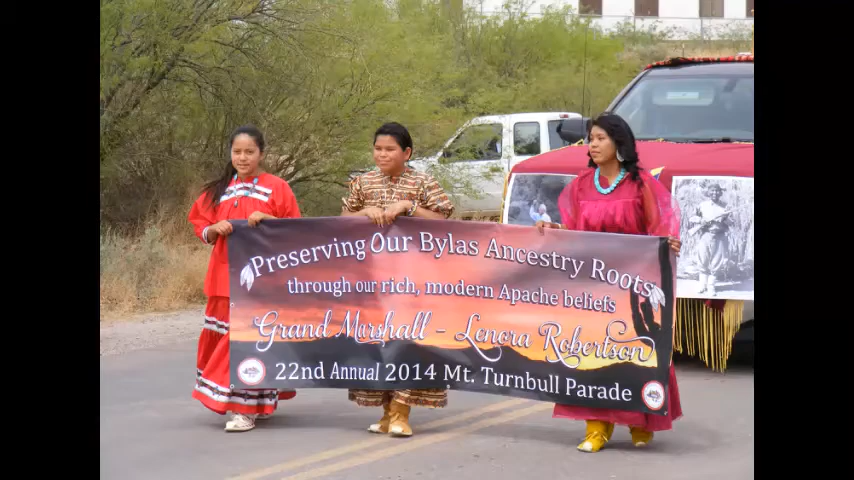 Preserving Our Bylas Ancestry Roots
through our rich, modern Apache beliefs
Grand Marshall - Lenora Robertson
22nd Annual 2014 Mt. Turnbull Parade